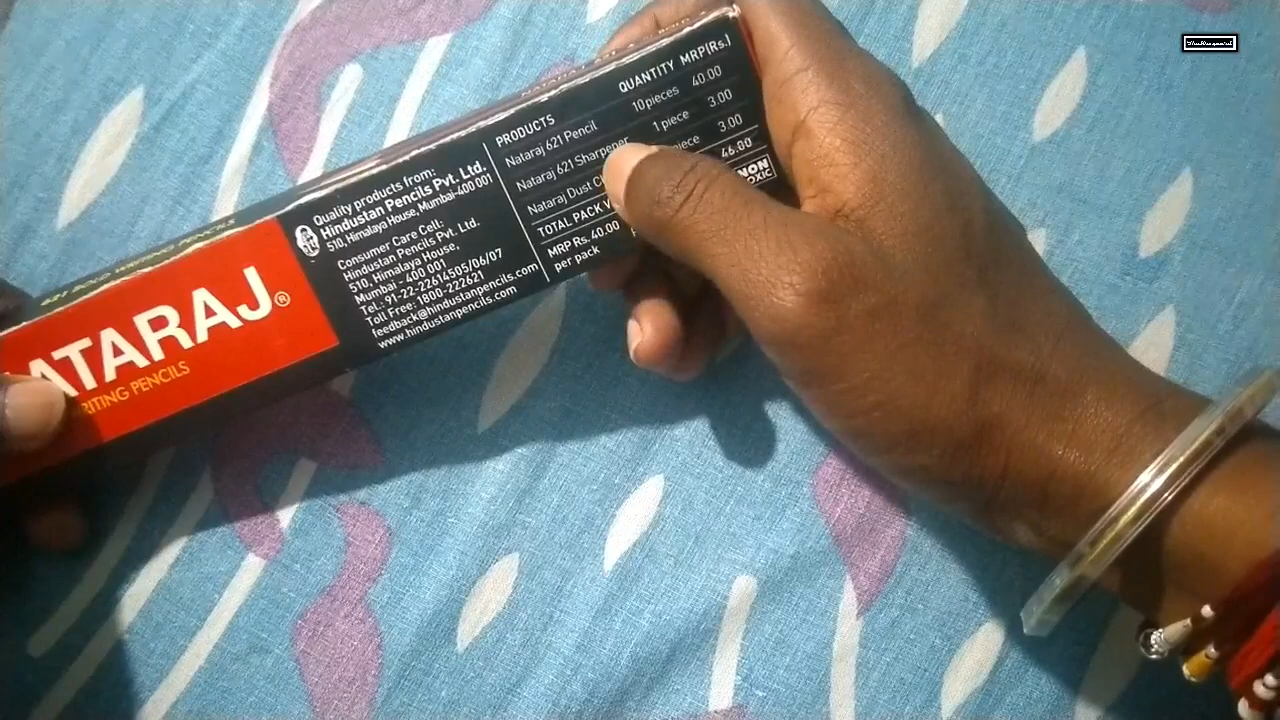 ATARAJ®
RITING PENCILS
Quality products from:
Hindustan Pencils Pvt. Ltd.
510, Himalaya House, Mumbai-400 001
Consumer Care Cell:
Hindustan Pencils Pvt. Ltd.
510, Himalaya House,
Mumbai - 400 001
Tel.: 91-22-22614505/06/07
Toll Free: 1800-222621
feedback@hindustanpencils.com
www.hindustanpencils.com
PRODUCTS QUANTITY MRP(Rs.)
Nataraj 621 Pencil 10 pieces 40.00
Nataraj 621 Sharpener 1 piece 3.00
Nataraj Dust piece 3.00
TOTAL PACK 46.00
MRP Rs. 40.00
per pack
NON